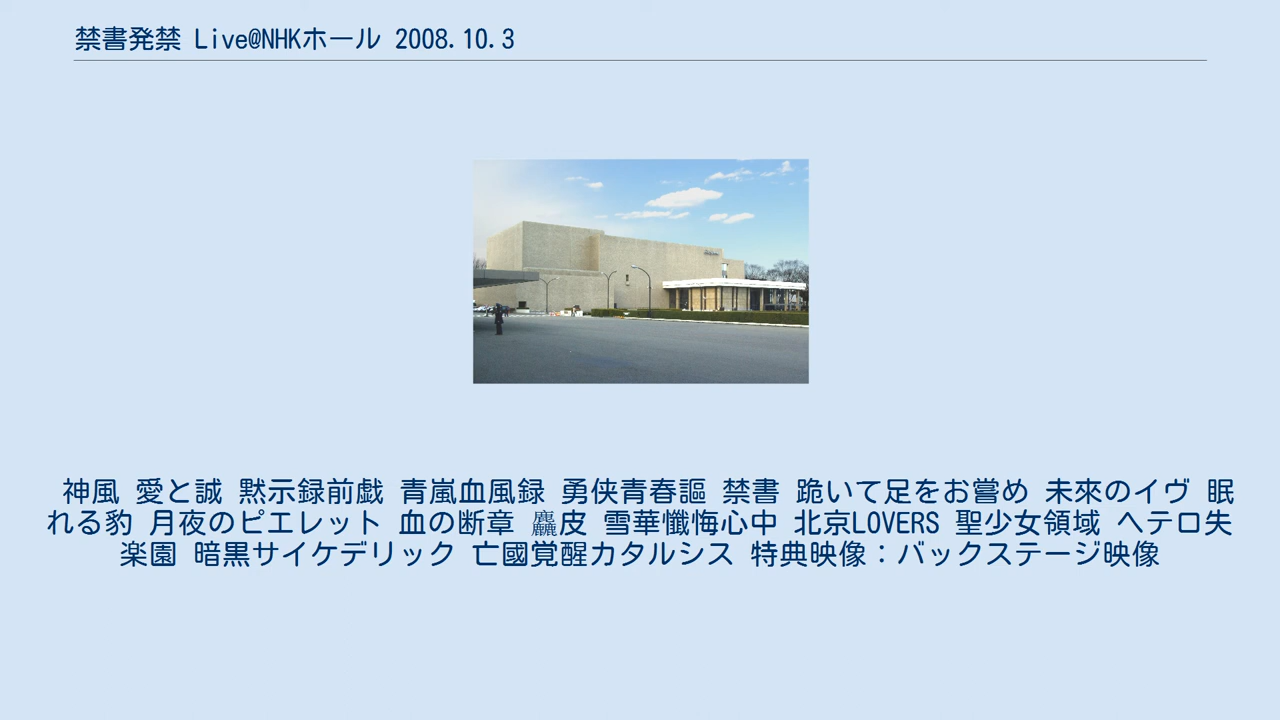 禁書発禁 Live@NHKホール 2008.10.3
神風 愛と誠 黙示録前戯 青嵐血風録 勇侠青春謳 禁書 跪いて足をお嘗め 未來のイヴ 眠
れる豹 月夜のピエレット 血の断章 麤皮 雪華懺悔心中 北京LOVERS 聖少女領域 ヘテロ失
楽園 暗黒サイケデリック 亡國覚醒カタルシス 特典映像：バックステージ映像